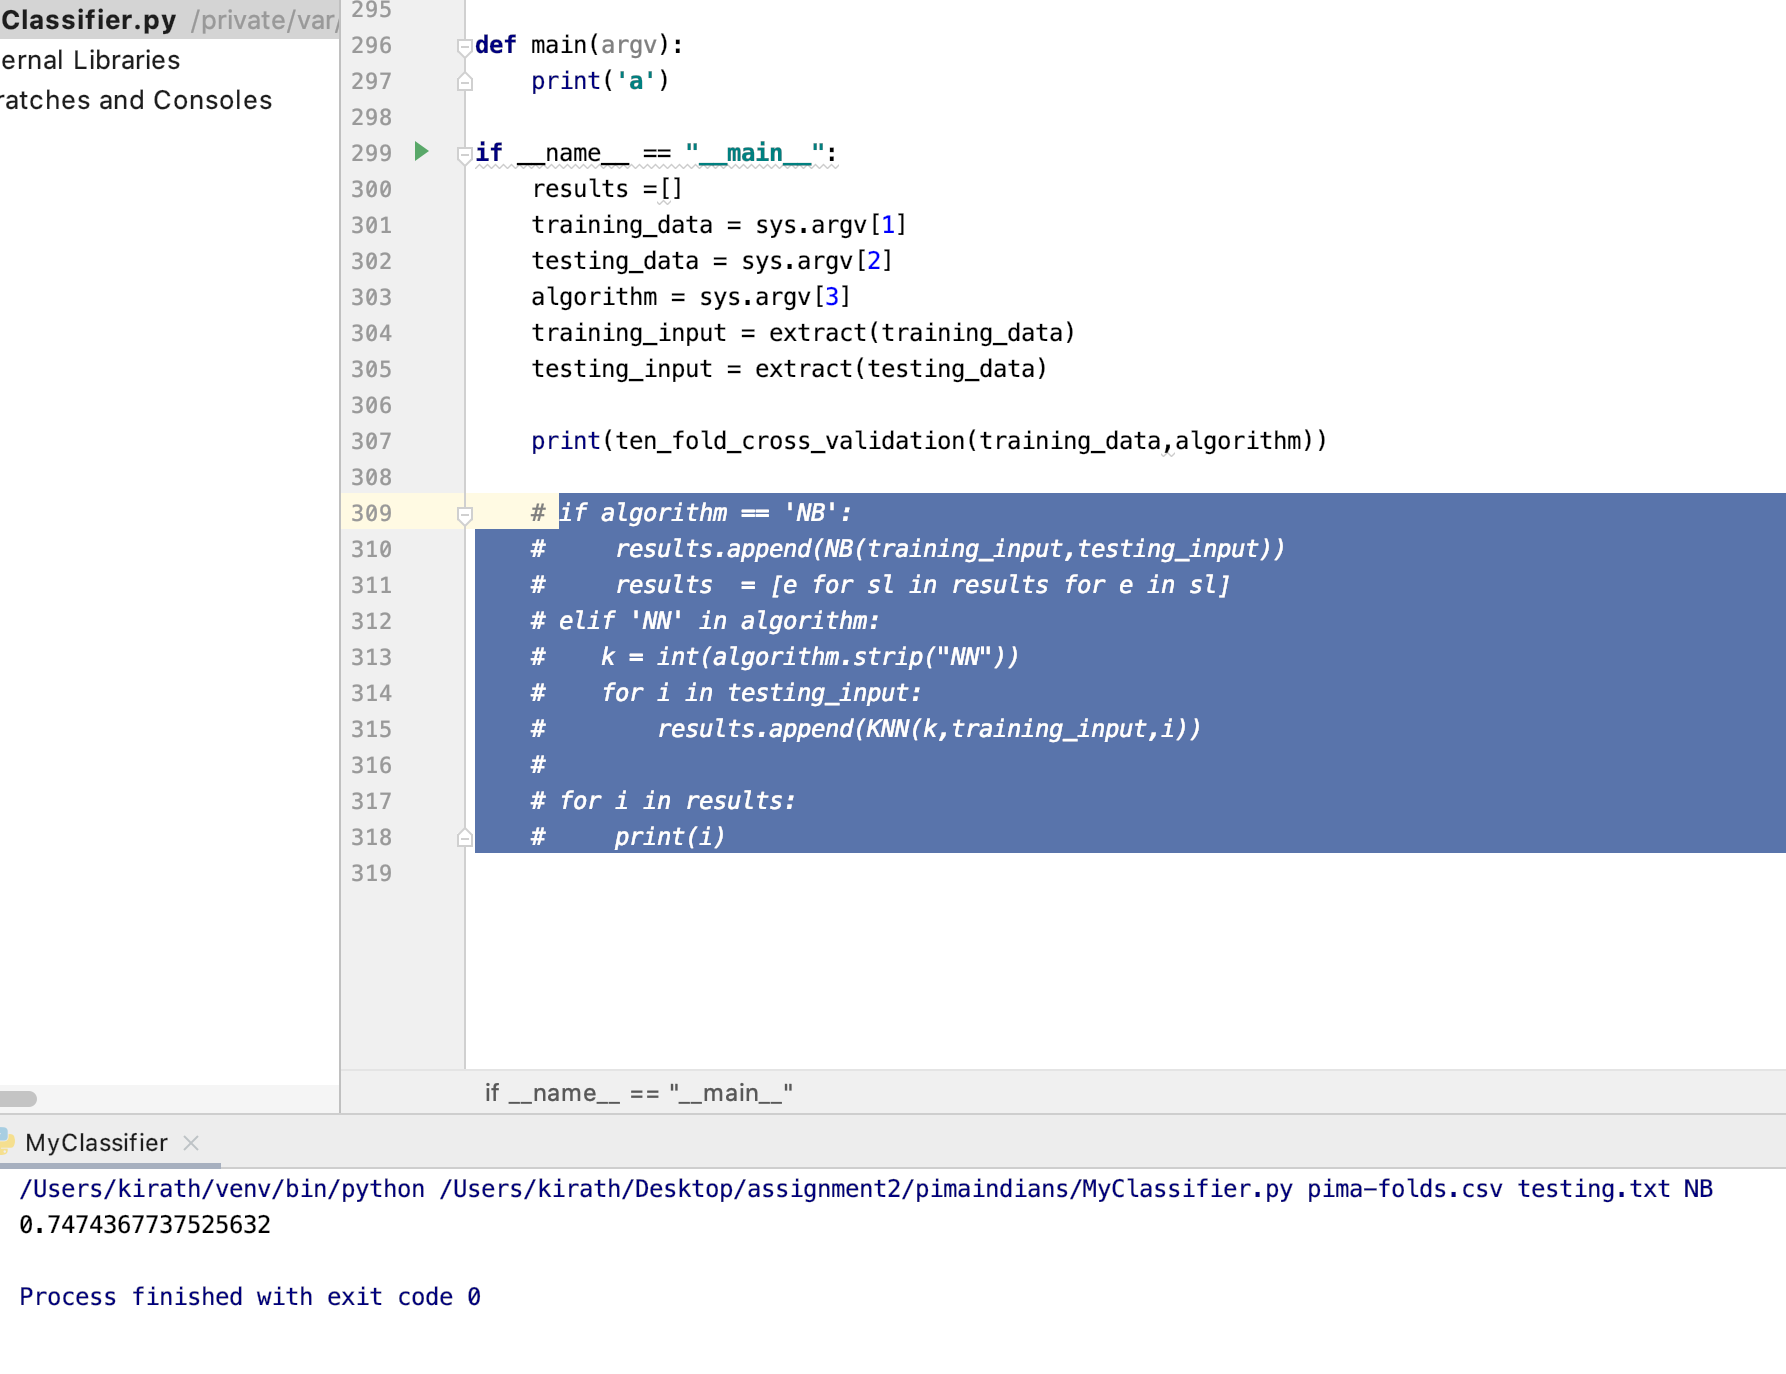 Classifier.py /private/var/
ernal Libraries
ratches and Consoles
295
296 def main(argv):
297     print('a')
298
299 if __name__ == "__main__":
300     results =[]
301     training_data = sys.argv[1]
302     testing_data = sys.argv[2]
303     algorithm = sys.argv[3]
304     training_input = extract(training_data)
305     testing_input = extract(testing_data)
306
307     print(ten_fold_cross_validation(training_data,algorithm))
308
309     # if algorithm == 'NB':
310     #     results.append(NB(training_input,testing_input))
311     #     results  = [e for sl in results for e in sl]
312     # elif 'NN' in algorithm:
313     #    k = int(algorithm.strip("NN"))
314     #    for i in testing_input:
315     #        results.append(KNN(k,training_input,i))
316     #
317     # for i in results:
318     #     print(i)
319
if __name__ == "__main__"
MyClassifier
/Users/kirath/venv/bin/python /Users/kirath/Desktop/assignment2/pimaindians/MyClassifier.py pima-folds.csv testing.txt NB
0.7474367737525632
Process finished with exit code 0